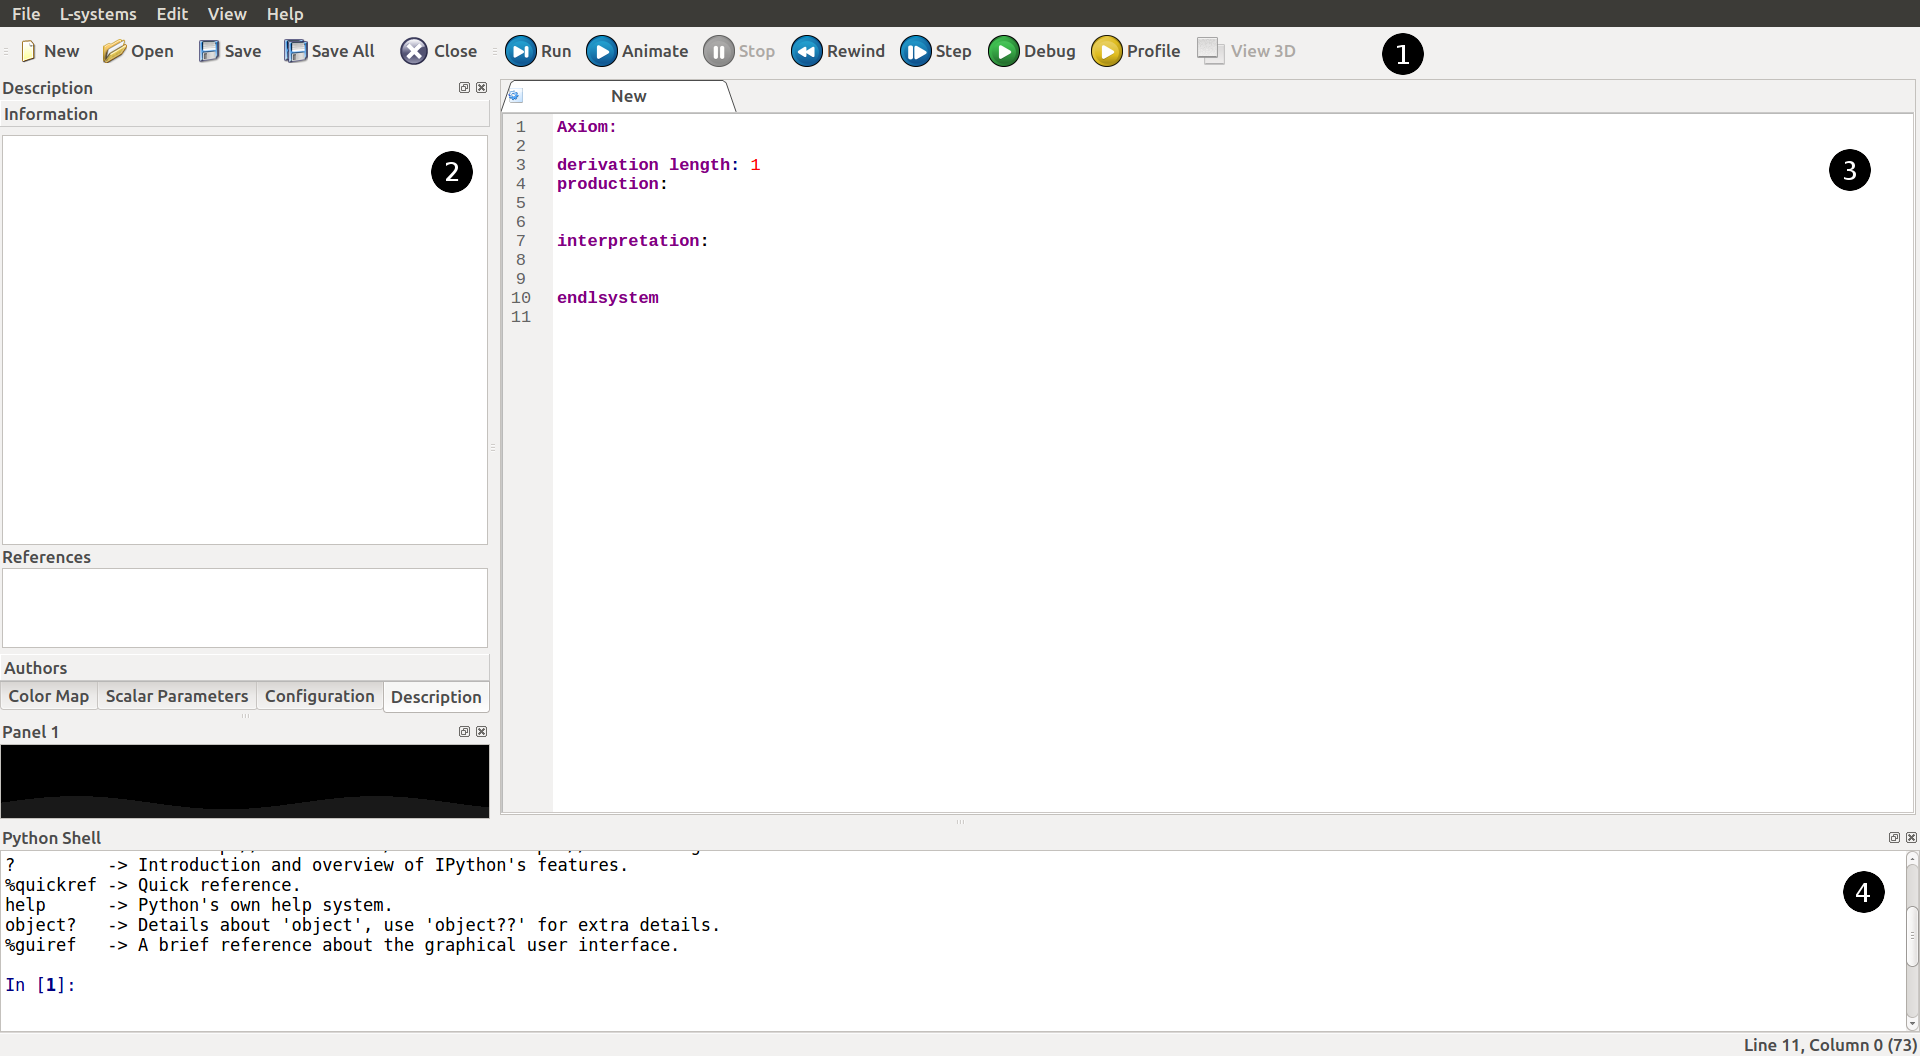 File L-systems Edit View Help
New Open Save Save All Close Run Animate Stop Rewind Step Debug Profile View 3D 1
Description
Information
2
References
Authors
Color Map Scalar Parameters Configuration Description
Panel 1
New
1 Axiom:
2
3 derivation length: 1
4 production:
5
6
7 interpretation:
8
9
10 endlsystem
11
3
Python Shell
? -> Introduction and overview of IPython's features.
%quickref -> Quick reference.
help -> Python's own help system.
object? -> Details about 'object', use 'object??' for extra details.
%guiref -> A brief reference about the graphical user interface.
In [1]:
4
Line 11, Column 0 (73)